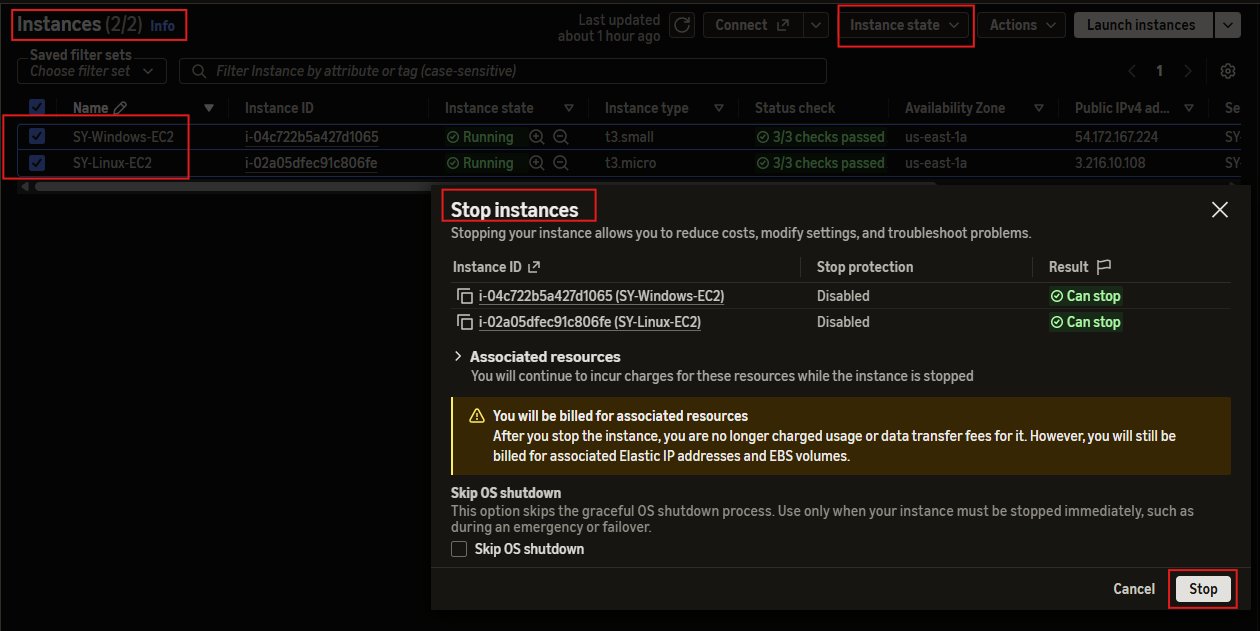 Instances (2/2) Info
Last updated
about 1 hour ago
Connect
Instance state
Actions
Launch instances
Saved filter sets
Choose filter set
Filter Instance by attribute or tag (case-sensitive)
1
Name Instance ID Instance state Instance type Status check Availability Zone Public IPv4 ad... Se
SY-Windows-EC2 i-04c722b5a427d1065 Running t3.small 3/3 checks passed us-east-1a 54.172.167.224 SY-
SY-Linux-EC2 i-02a05dfec91c806fe Running t3.micro 3/3 checks passed us-east-1a 3.216.10.108 SY-
Stop instances
Stopping your instance allows you to reduce costs, modify settings, and troubleshoot problems.
Instance ID Stop protection Result
i-04c722b5a427d1065 (SY-Windows-EC2) Disabled Can stop
i-02a05dfec91c806fe (SY-Linux-EC2) Disabled Can stop
Associated resources
You will continue to incur charges for these resources while the instance is stopped
You will be billed for associated resources
After you stop the instance, you are no longer charged usage or data transfer fees for it. However, you will still be
billed for associated Elastic IP addresses and EBS volumes.
Skip OS shutdown
This option skips the graceful OS shutdown process. Use only when your instance must be stopped immediately, such as
during an emergency or failover.
Skip OS shutdown
Cancel Stop